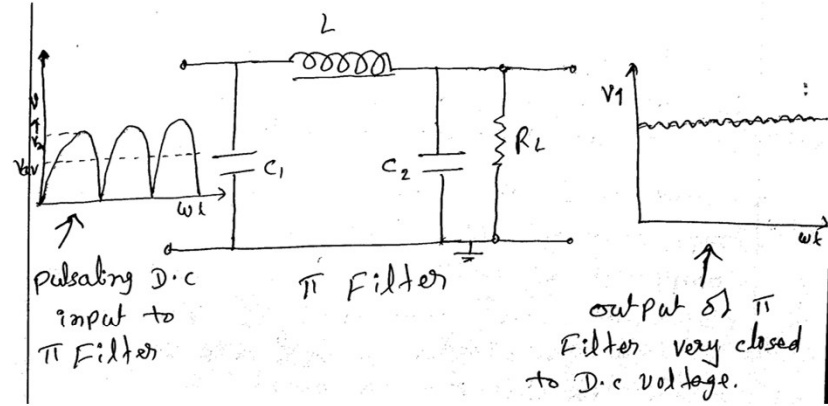 L
V1
Vav
C1
C2
RL
ωt
ωt
Pulsating D.C
input to
π Filter
π Filter
output of π
Filter very closed
to D.C voltage.